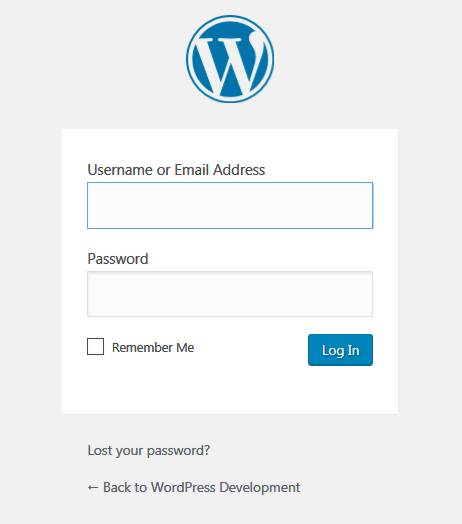 Username or Email Address
Password
Remember Me
Log In
Lost your password?
← Back to WordPress Development